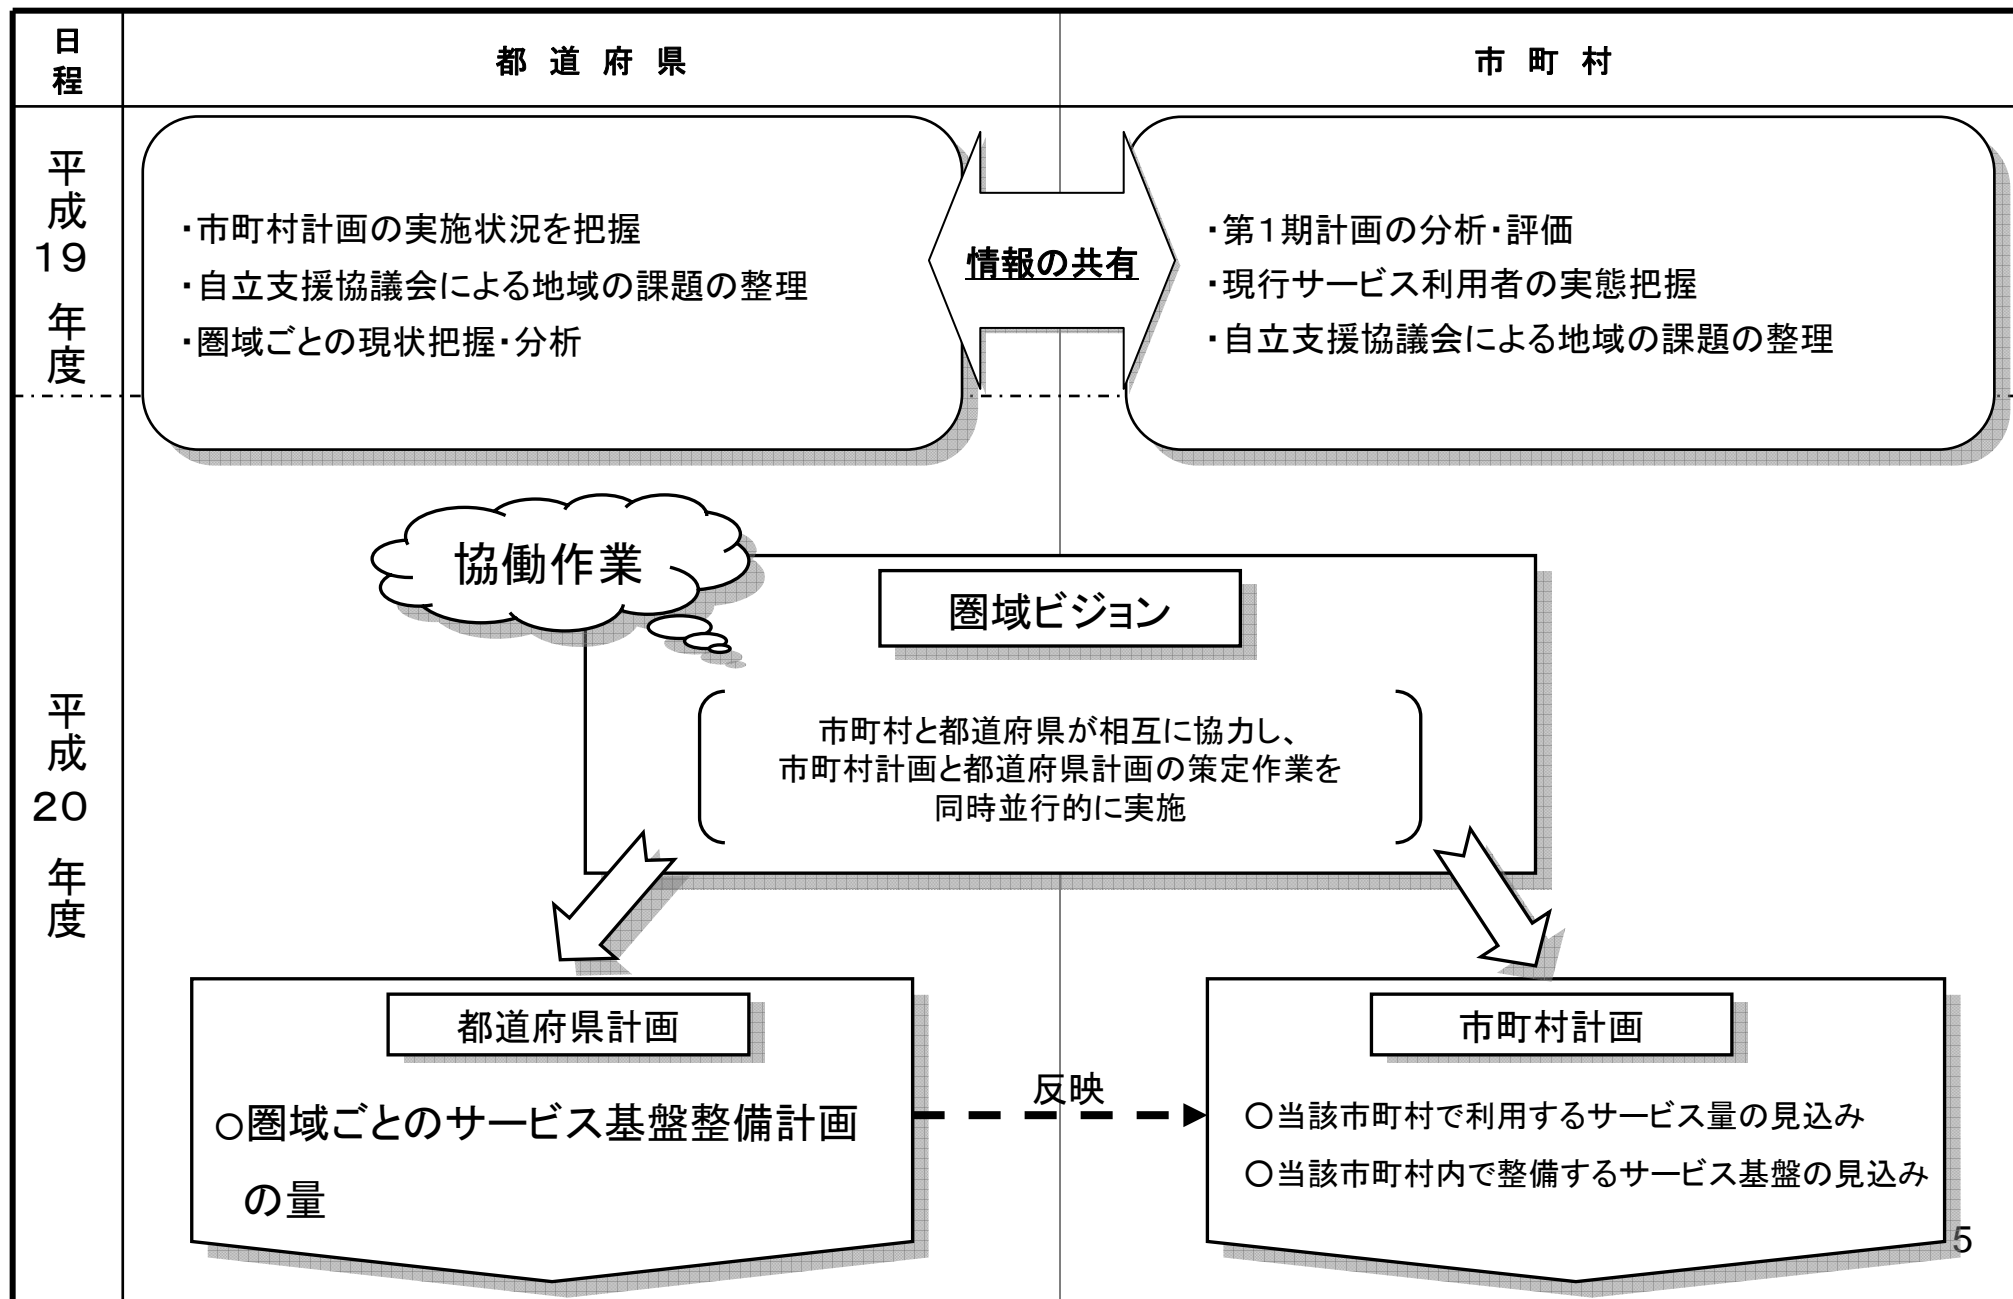 日程
都道府県
市町村
平成19年度
・市町村計画の実施状況を把握
・自立支援協議会による地域の課題の整理
・圏域ごとの現状把握・分析
情報の共有
・第1期計画の分析・評価
・現行サービス利用者の実態把握
・自立支援協議会による地域の課題の整理
平成20年度
協働作業
圏域ビジョン
市町村と都道府県が相互に協力し、
市町村計画と都道府県計画の策定作業を
同時並行的に実施
都道府県計画
○圏域ごとのサービス基盤整備計画
の量
反映
市町村計画
○当該市町村で利用するサービス量の見込み
○当該市町村内で整備するサービス基盤の見込み
5